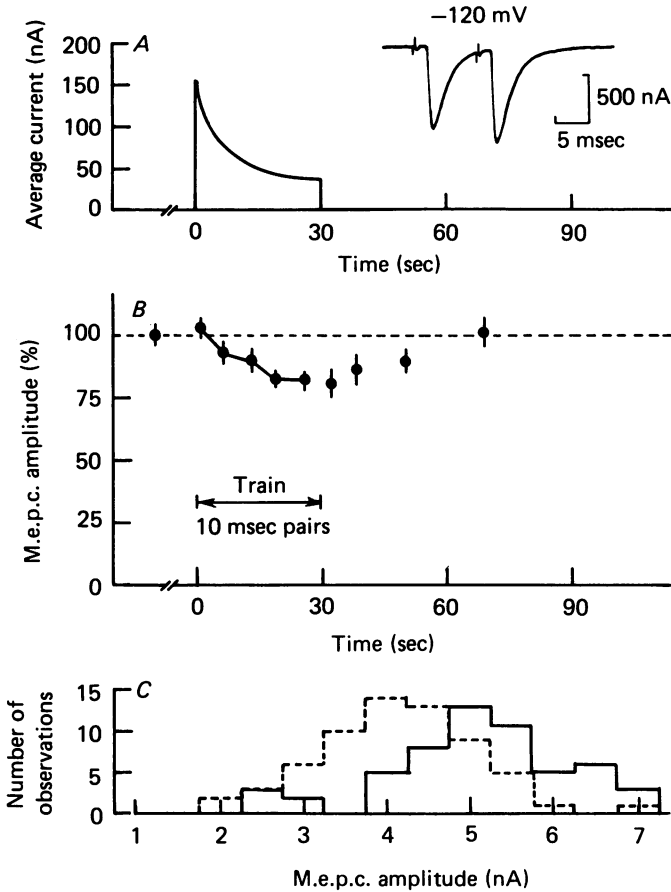 A
−120 mV
Average current (nA)
200
150
100
50
0
500 nA
5 msec
0 30 60 90
Time (sec)
B
M.e.p.c. amplitude (%)
100
75
50
25
0
Train
10 msec pairs
0 30 60 90
Time (sec)
C
Number of
observations
15
10
5
0
1 2 3 4 5 6 7
M.e.p.c. amplitude (nA)